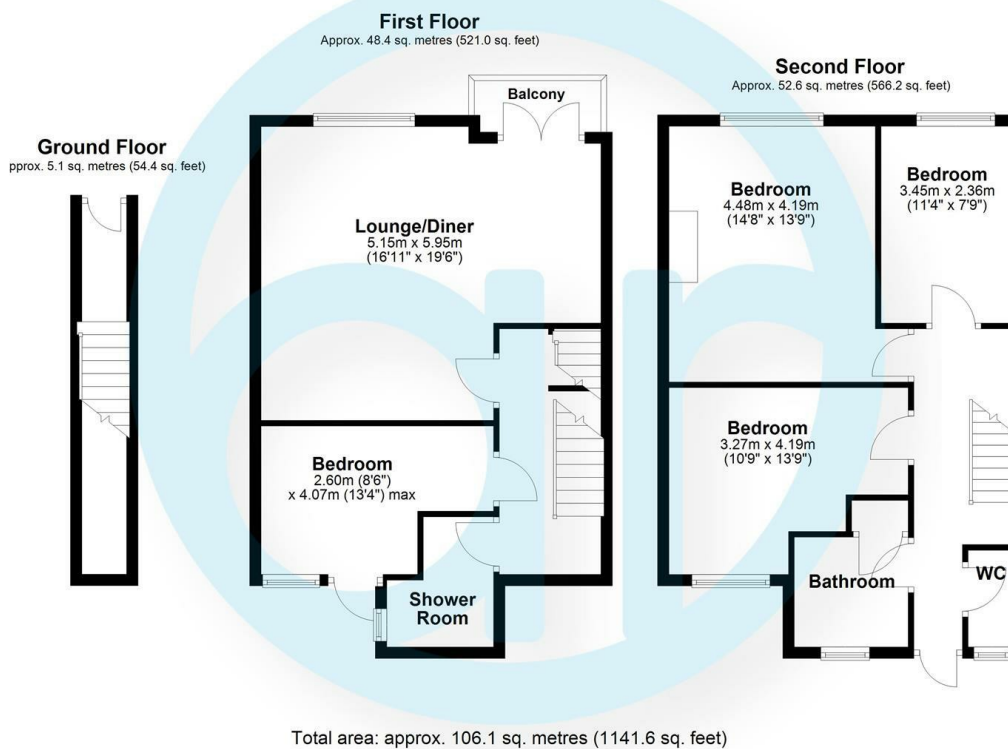 First Floor
Approx. 48.4 sq. metres (521.0 sq. feet)
Balcony
Lounge/Diner
5.15m x 5.95m
(16'11" x 19'6")
Bedroom
2.60m (8'6")
x 4.07m (13'4") max
Shower
Room
Ground Floor
pprox. 5.1 sq. metres (54.4 sq. feet)
Second Floor
Approx. 52.6 sq. metres (566.2 sq. feet)
Bedroom
4.48m x 4.19m
(14'8" x 13'9")
Bedroom
3.45m x 2.36m
(11'4" x 7'9")
Bedroom
3.27m x 4.19m
(10'9" x 13'9")
Bathroom
WC
Total area: approx. 106.1 sq. metres (1141.6 sq. feet)